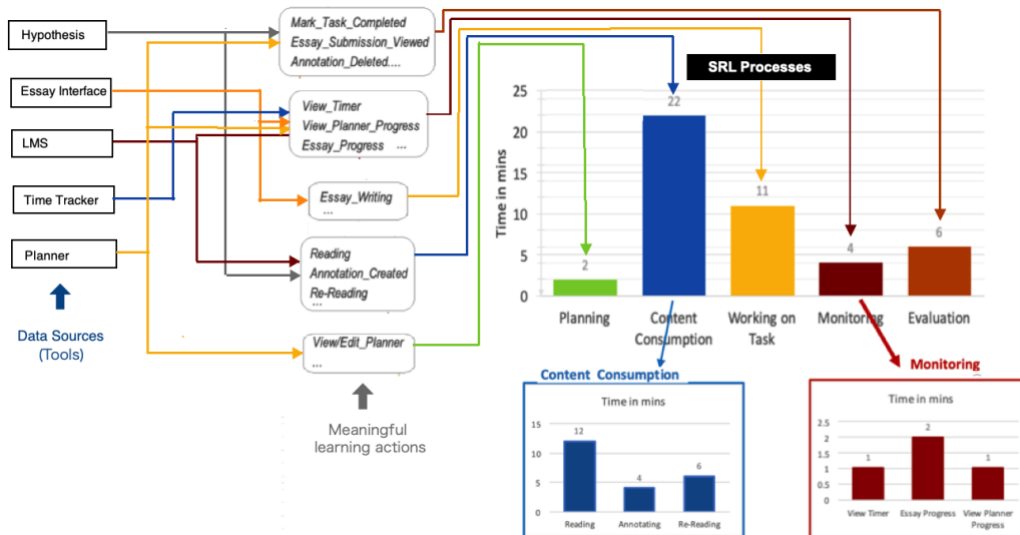 Hypothesis
Essay Interface
LMS
Time Tracker
Planner
Data Sources
(Tools)
Mark_Task_Completed
Essay_Submission_Viewed
Annotation_Deleted....
View_Timer
View_Planner_Progress
Essay_Progress ...
Essay_Writing
...
Reading
Annotation_Created
Re-Reading
...
View/Edit_Planner
...
Meaningful
learning actions
SRL Processes
Time in mins
25
20
15
10
5
0
2
22
11
4
6
Planning
Content
Consumption
Working on
Task
Monitoring
Evaluation
Content Consumption
Time in mins
15
10
5
0
12
4
6
Reading
Annotating
Re-Reading
Monitoring
Time in mins
2.5
2
1.5
1
0.5
0
1
2
1
View Timer
Essay Progress
View Planner
Progress